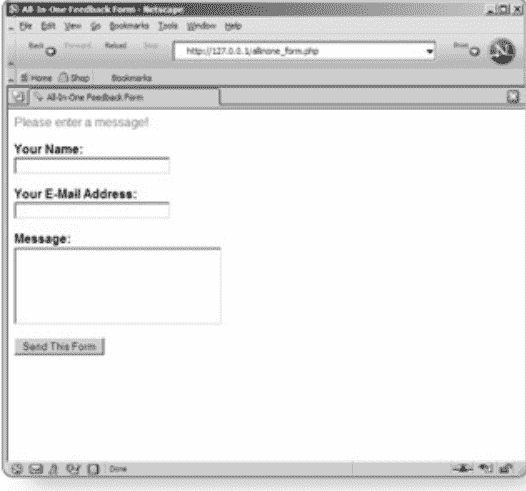 All-In-One Feedback Form - Netscape
File Edit View Go Bookmarks Tools Window Help
Back Forward Reload Stop http://127.0.0.1/allinone_form.php Print
Home Shop Bookmarks
All-In-One Feedback Form
Please enter a message!
Your Name:
Your E-Mail Address:
Message:
Send This Form
Done